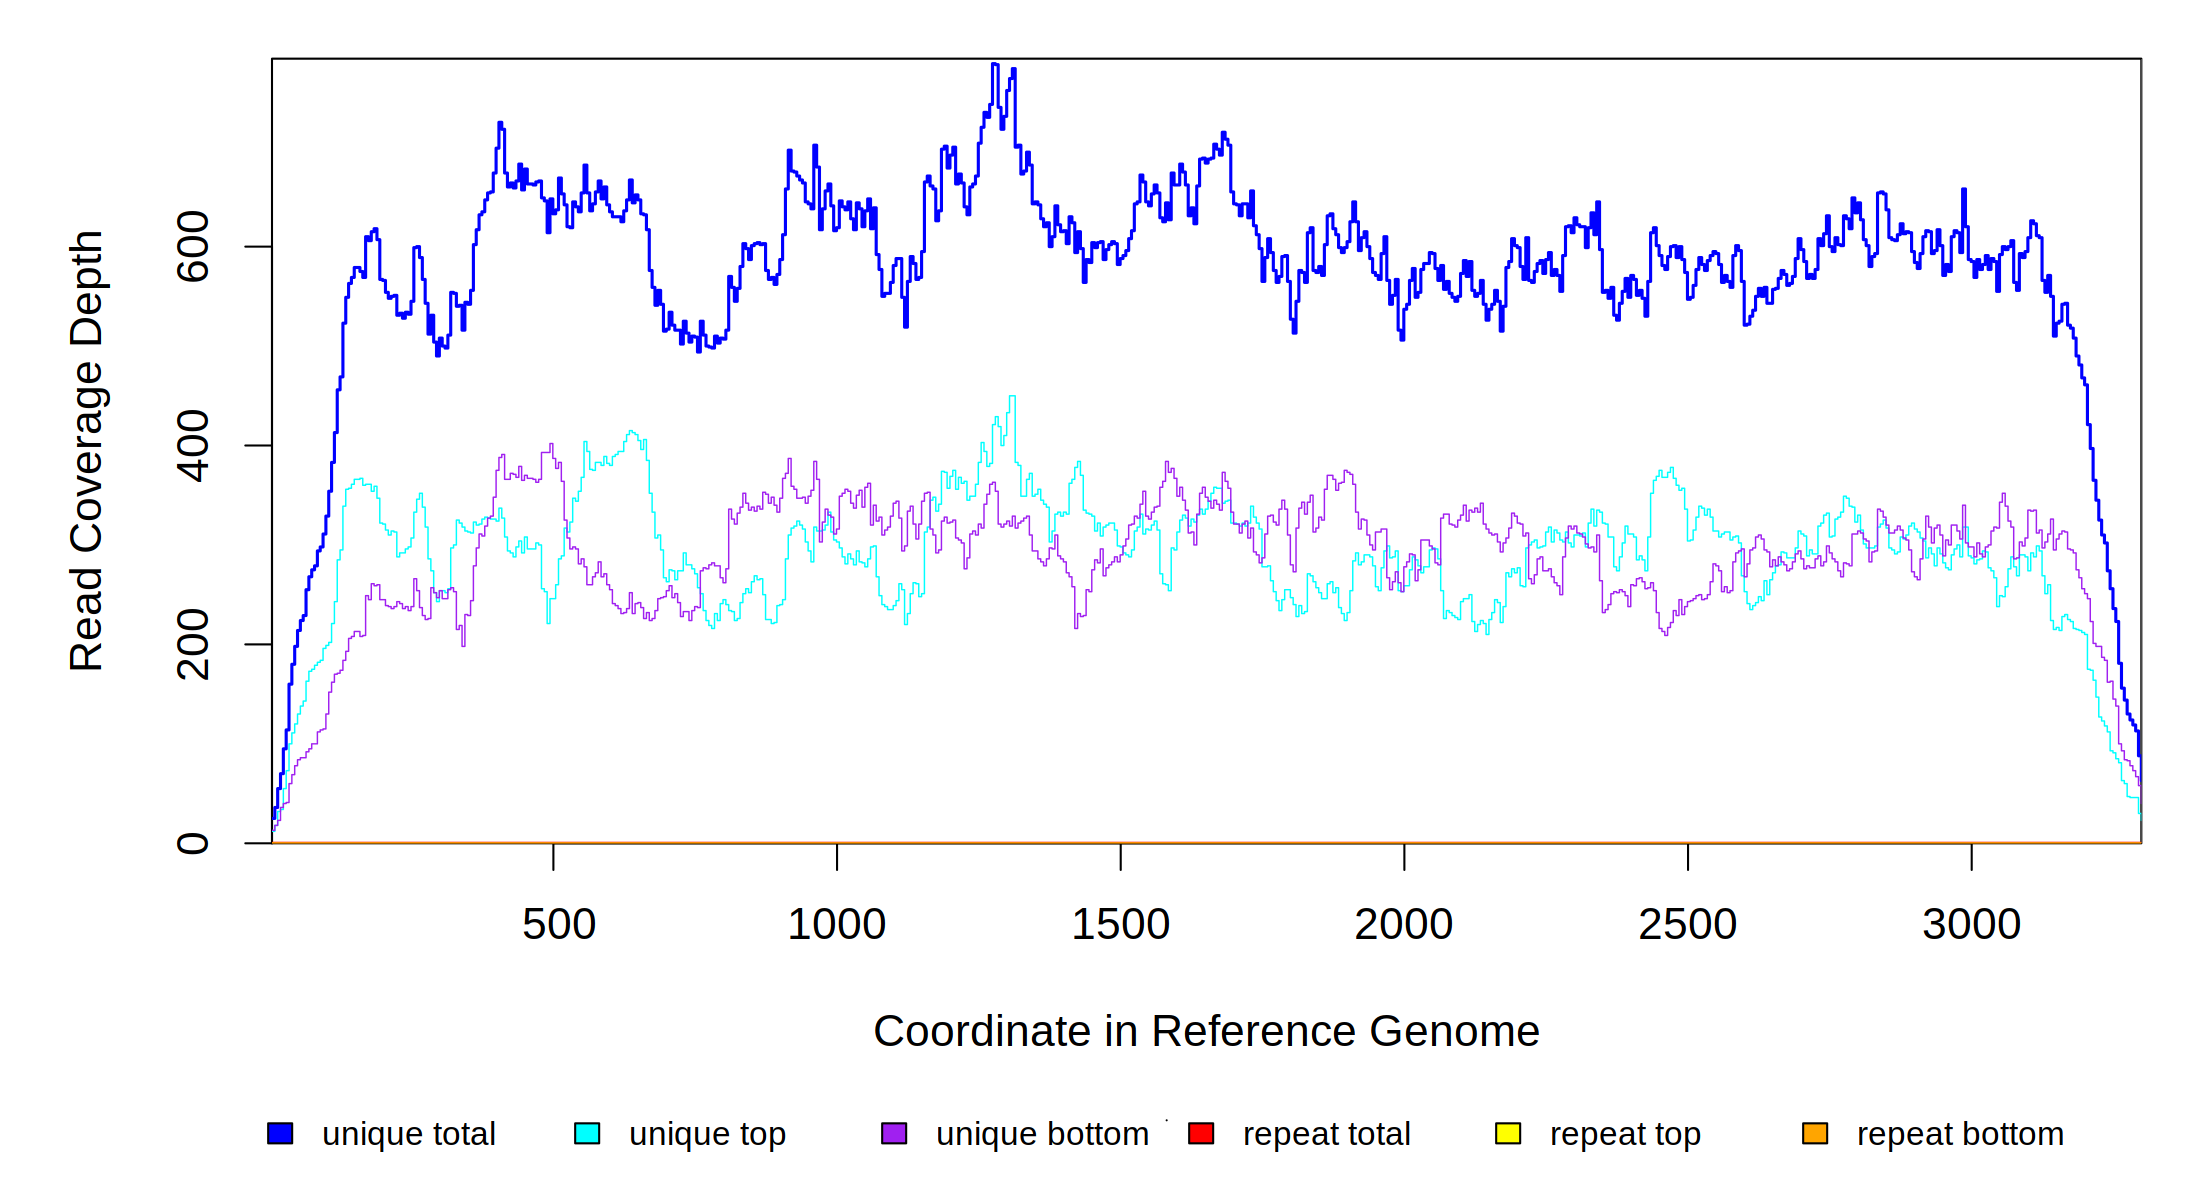 Read Coverage Depth
600
400
200
0
500 1000 1500 2000 2500 3000
Coordinate in Reference Genome
unique total unique top unique bottom repeat total repeat top repeat bottom